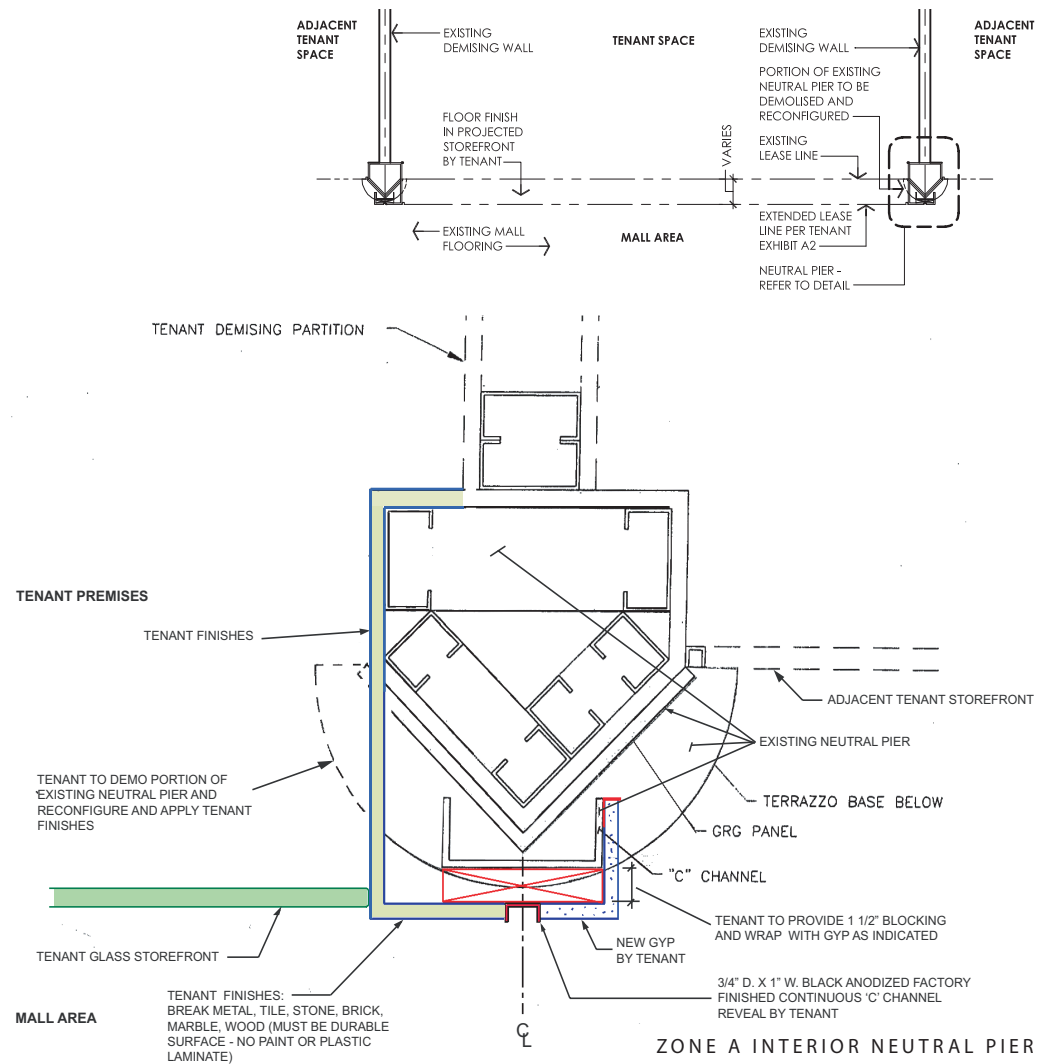 ADJACENT
TENANT
SPACE
EXISTING
DEMISING WALL
TENANT SPACE
EXISTING
DEMISING WALL
ADJACENT
TENANT
SPACE
PORTION OF EXISTING
NEUTRAL PIER TO BE
DEMOLISED AND
RECONFIGURED
FLOOR FINISH
IN PROJECTED
STOREFRONT
BY TENANT
VARIES
EXISTING
LEASE LINE
EXISTING MALL
FLOORING
MALL AREA
EXTENDED LEASE
LINE PER TENANT
EXHIBIT A2
NEUTRAL PIER -
REFER TO DETAIL
TENANT DEMISING PARTITION
TENANT PREMISES
TENANT FINISHES
ADJACENT TENANT STOREFRONT
EXISTING NEUTRAL PIER
TENANT TO DEMO PORTION OF
EXISTING NEUTRAL PIER AND
RECONFIGURE AND APPLY TENANT
FINISHES
TERRAZZO BASE BELOW
GRG PANEL
"C" CHANNEL
TENANT TO PROVIDE 1 1/2" BLOCKING
AND WRAP WITH GYP AS INDICATED
TENANT GLASS STOREFRONT
NEW GYP
BY TENANT
3/4" D. X 1" W. BLACK ANODIZED FACTORY
FINISHED CONTINUOUS 'C' CHANNEL
REVEAL BY TENANT
MALL AREA
TENANT FINISHES:
BREAK METAL, TILE, STONE, BRICK,
MARBLE, WOOD (MUST BE DURABLE
SURFACE - NO PAINT OR PLASTIC
LAMINATE)
CL
ZONE A INTERIOR NEUTRAL PIER